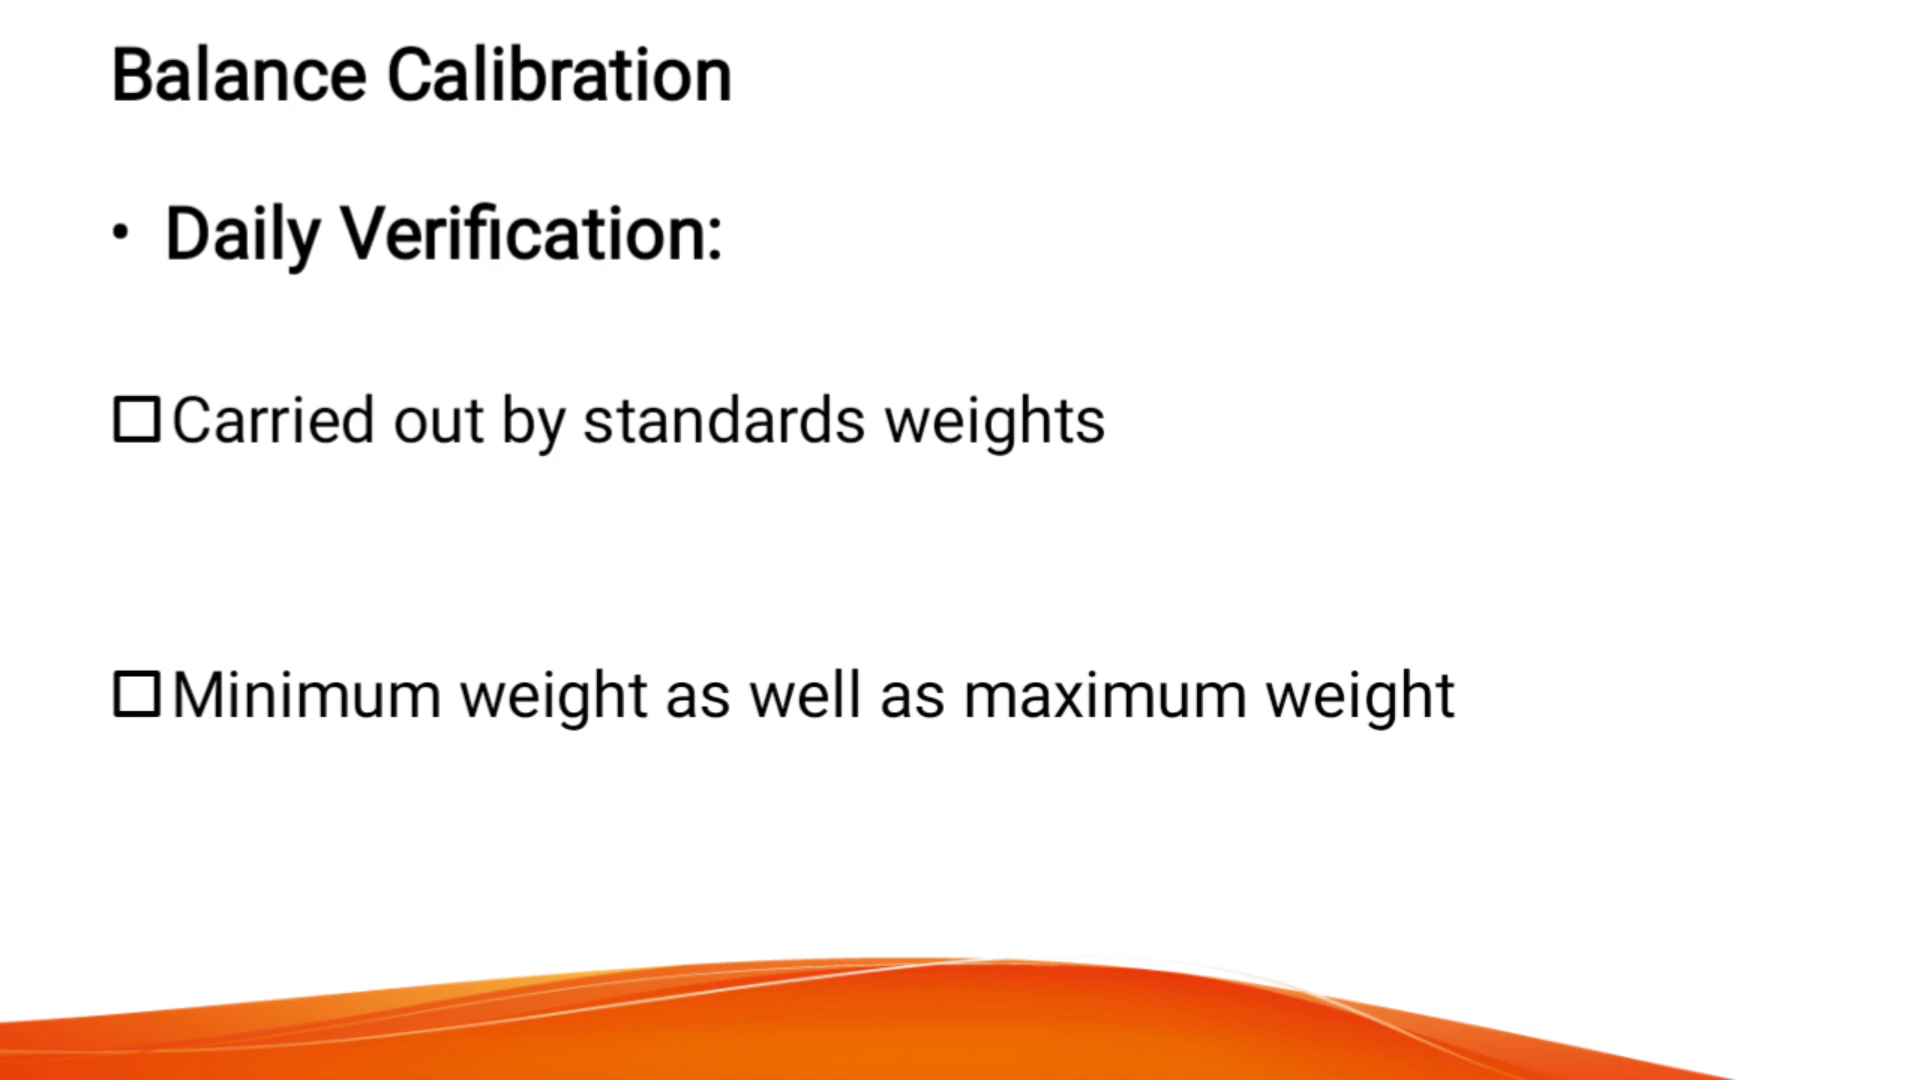 Balance Calibration
• Daily Verification:
☐ Carried out by standards weights
☐ Minimum weight as well as maximum weight